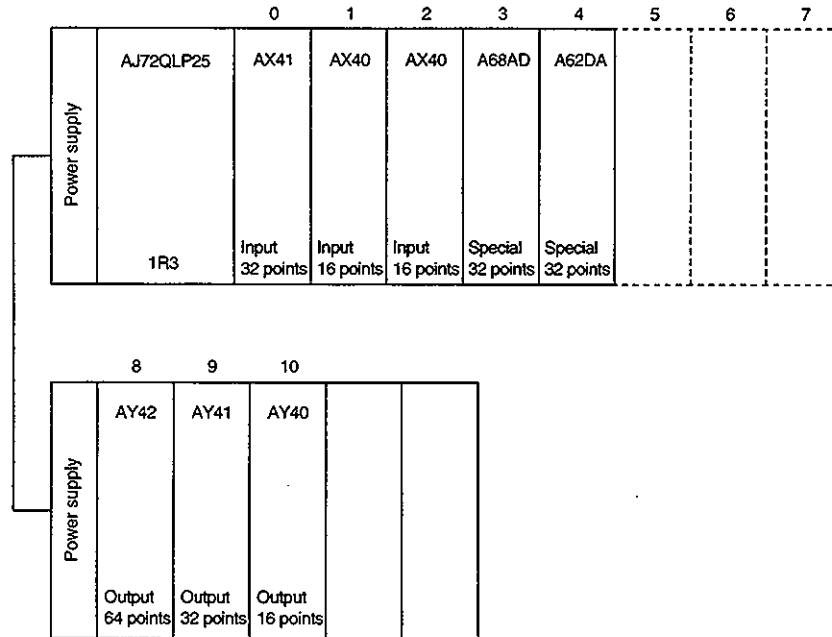 0 1 2 3 4 5 6 7
Power supply
AJ72QLP25 AX41 AX40 AX40 A68AD A62DA
1R3
Input
32 points
Input
16 points
Input
16 points
Special
32 points
Special
32 points
8 9 10
Power supply
AY42 AY41 AY40
Output
64 points
Output
32 points
Output
16 points